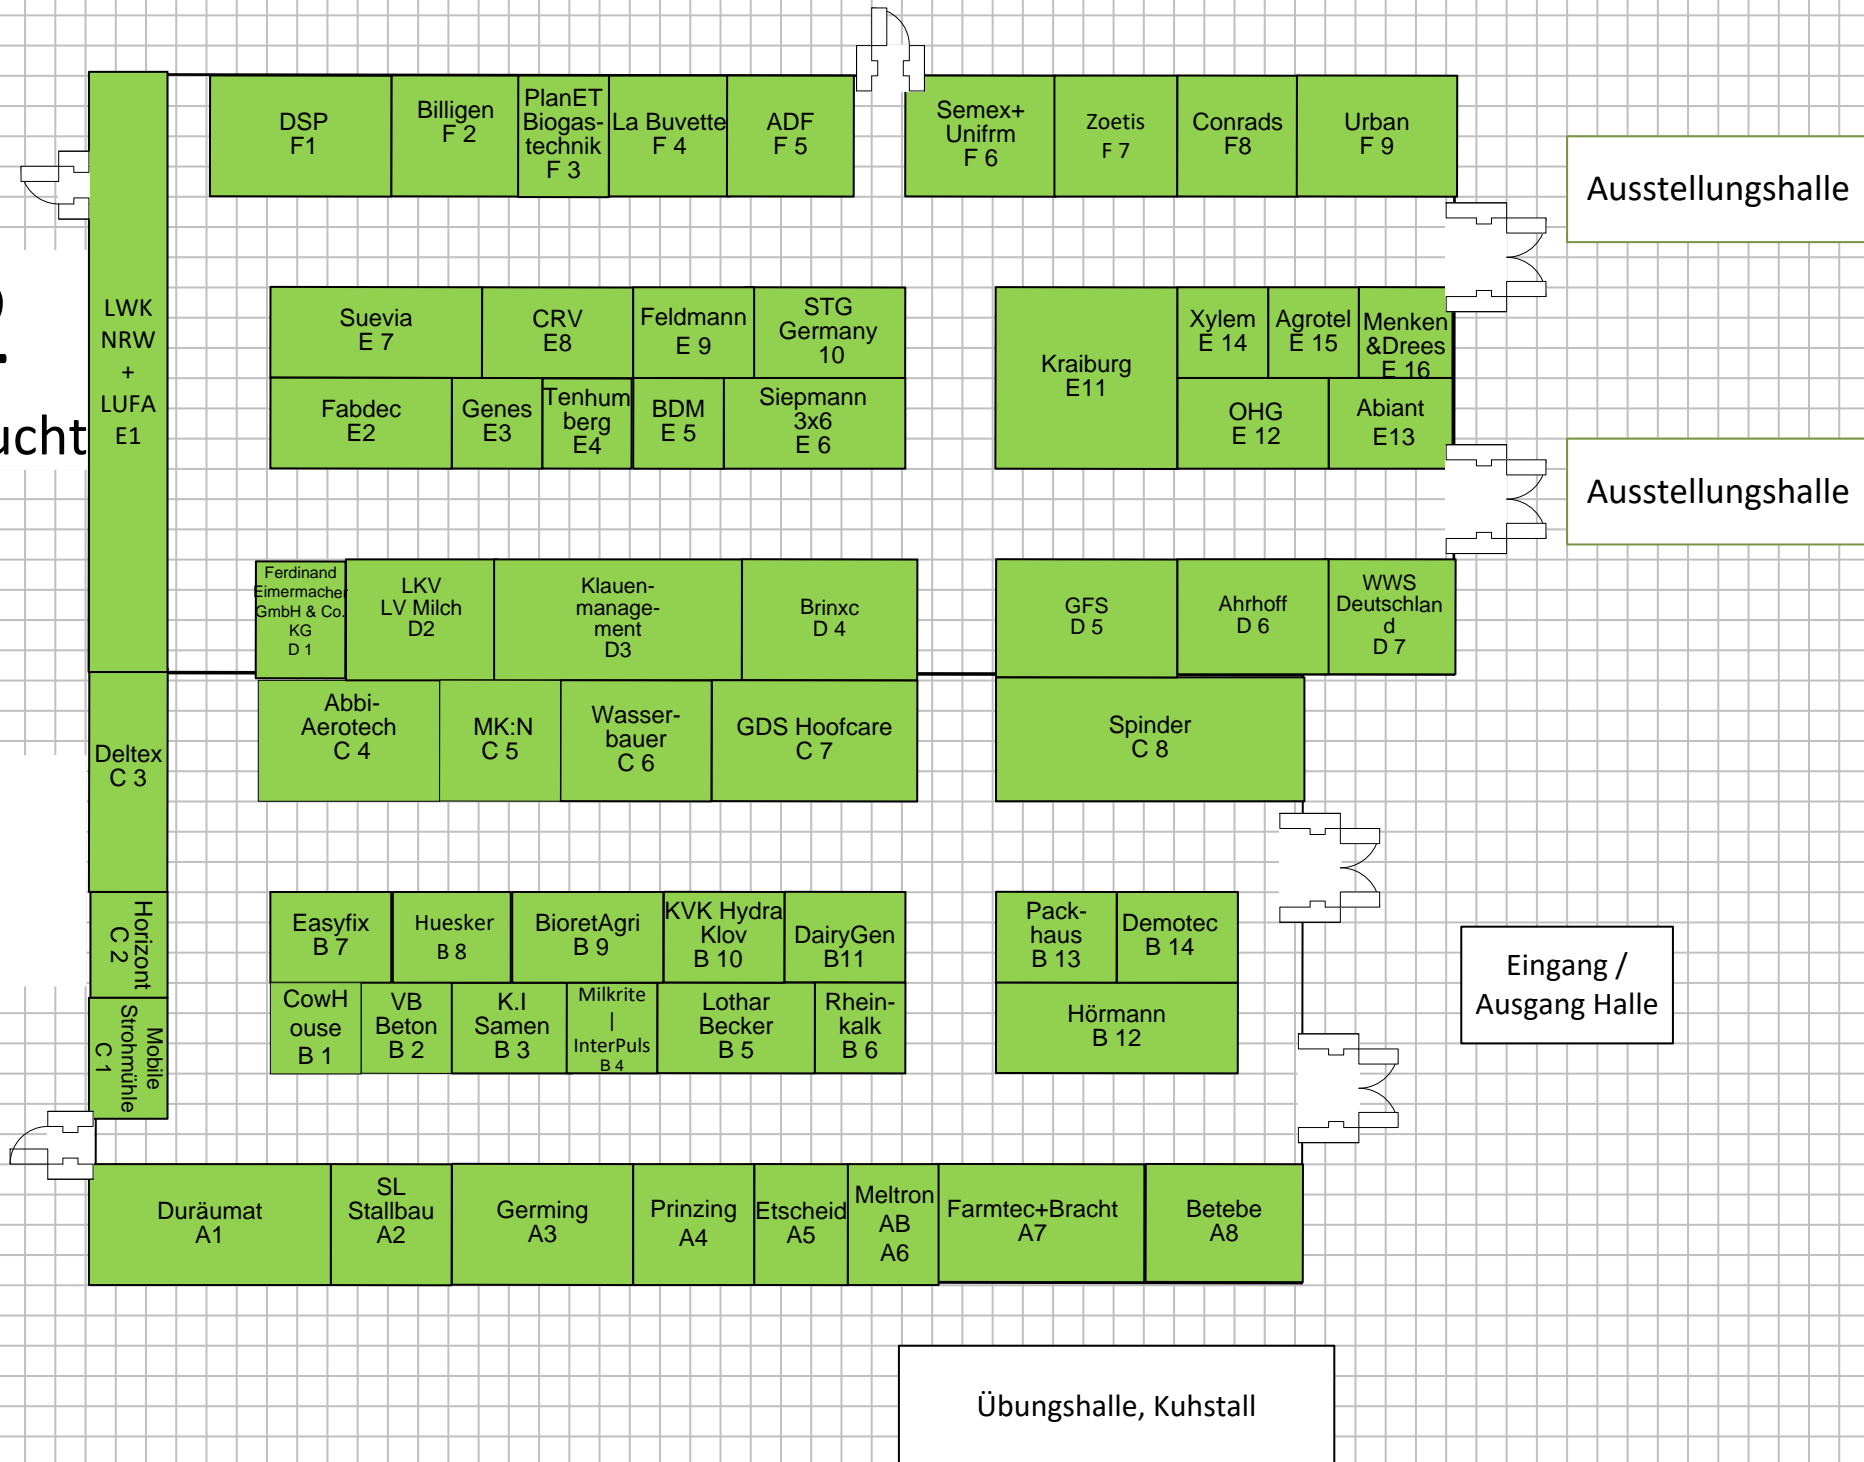 DSP
F1
Billigen
F 2
PlanET
Biogas-
technik
F 3
La Buvette
F 4
ADF
F 5
Semex+
Unifrm
F 6
Zoetis
F 7
Conrads
F8
Urban
F 9
Ausstellungshalle
LWK
NRW
+
LUFA
E1
Suevia
E 7
CRV
E8
Feldmann
E 9
STG
Germany
10
Kraiburg
E11
Xylem
E 14
Agrotel
E 15
Menken
&Drees
E 16
Fabdec
E2
Genes
E3
Tenhum
berg
E4
BDM
E 5
Siepmann
3x6
E 6
OHG
E 12
Abiant
E13
ucht
Ausstellungshalle
Ferdinand
Eimermacher
GmbH & Co.
KG
D 1
LKV
LV Milch
D2
Klauen-
manage-
ment
D3
Brinxc
D 4
GFS
D 5
Ahrhoff
D 6
WWS
Deutschlan
d
D 7
Deltex
C 3
Abbi-
Aerotech
C 4
MK:N
C 5
Wasser-
bauer
C 6
GDS Hoofcare
C 7
Spinder
C 8
Horizont
C 2
Easyfix
B 7
Huesker
B 8
BioretAgri
B 9
KVK Hydra
Klov
B 10
DairyGen
B11
Pack-
haus
B 13
Demotec
B 14
Eingang /
Ausgang Halle
Mobile
Strohmühle
C 1
CowH
ouse
B 1
VB
Beton
B 2
K.I
Samen
B 3
Milkrite
|
InterPuls
B 4
Lothar
Becker
B 5
Rhein-
kalk
B 6
Hörmann
B 12
Duräumat
A1
SL
Stallbau
A2
Germing
A3
Prinzing
A4
Etscheid
A5
Meltron
AB
A6
Farmtec+Bracht
A7
Betebe
A8
Übungshalle, Kuhstall